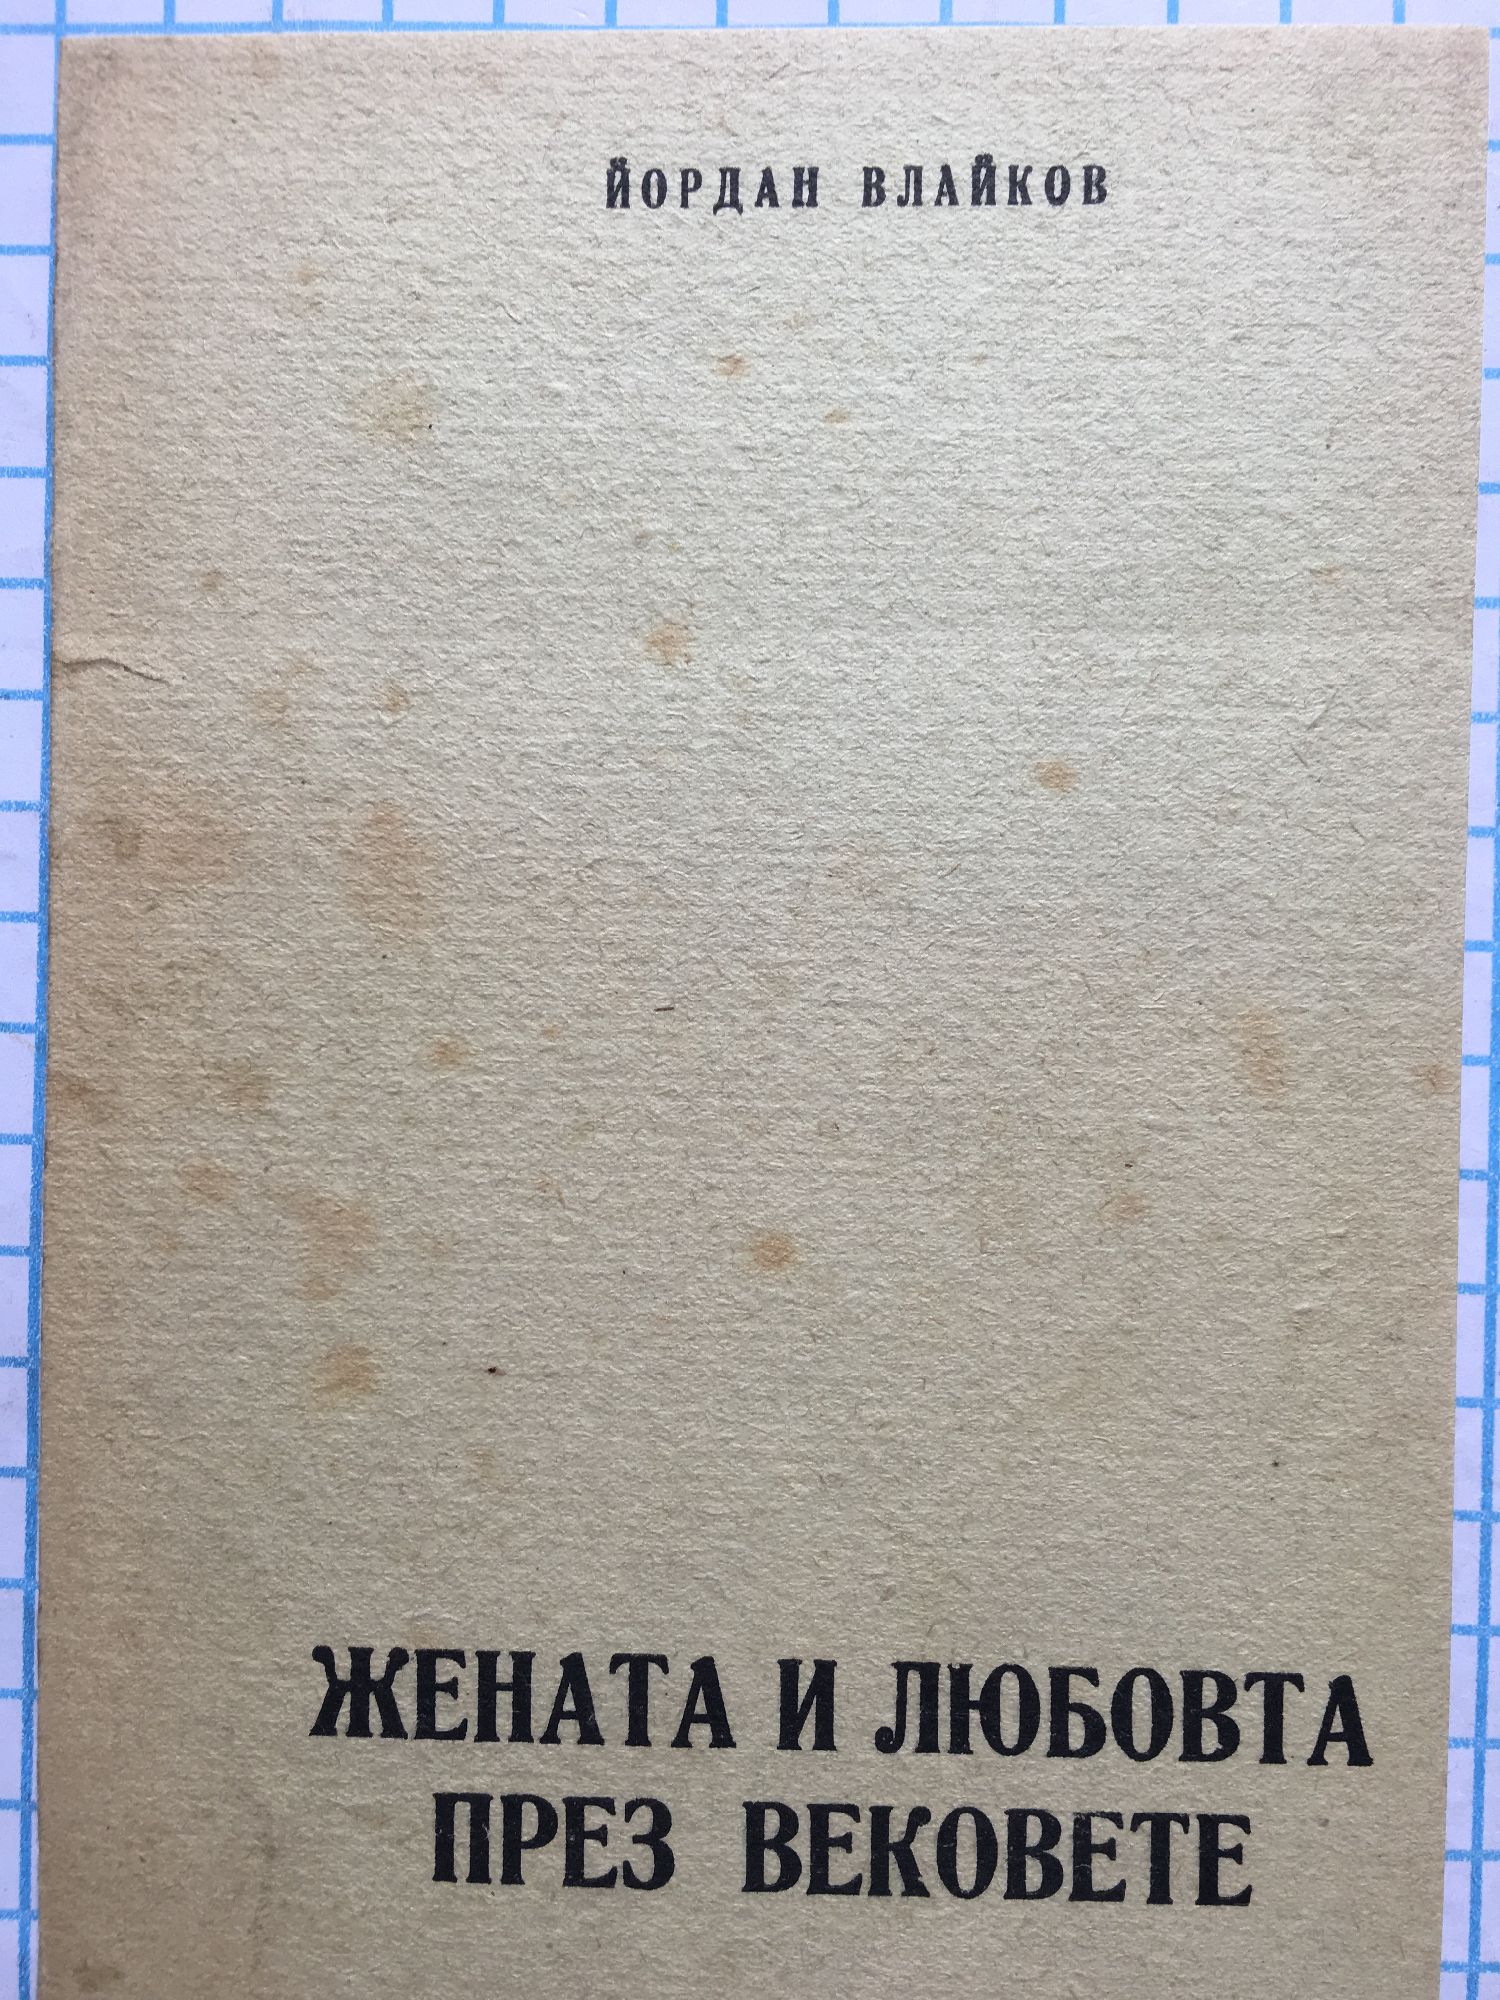 ЙОРДАН ВЛАЙКОВ
ЖЕНАТА И ЛЮБОВТА
ПРЕЗ ВЕКОВЕТЕ